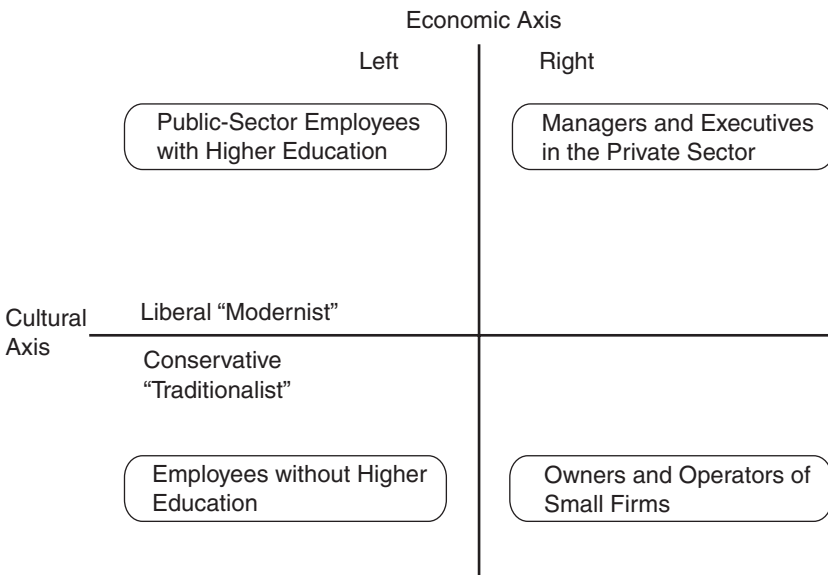 Economic Axis
Left
Right
Public-Sector Employees
with Higher Education
Managers and Executives
in the Private Sector
Cultural
Axis
Liberal “Modernist”
Conservative
“Traditionalist”
Employees without Higher
Education
Owners and Operators of
Small Firms